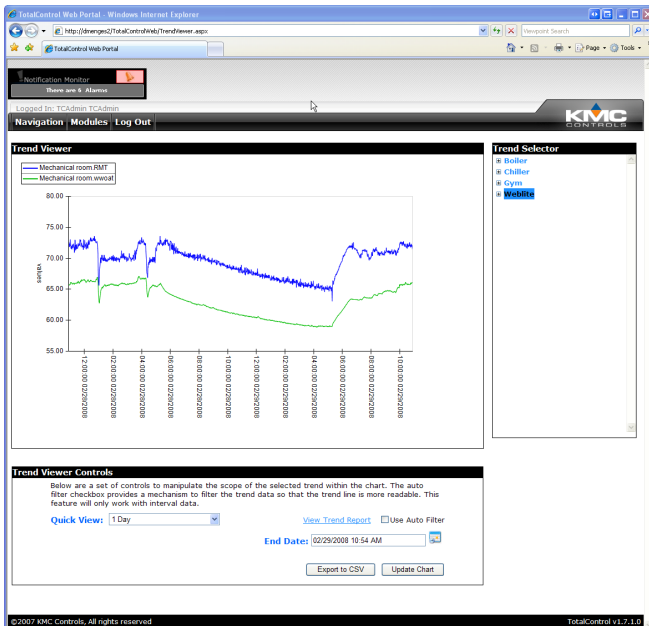 TotalControl Web Portal - Windows Internet Explorer
http://dmenges2/TotalControlWeb/TrendViewer.aspx
Viewpoint Search
TotalControl Web Portal
Page
Tools
Notification Monitor
There are 6 Alarms
Logged In: TCAdmin TCAdmin
KMC
CONTROLS
Navigation Modules Log Out
Trend Viewer
Mechanical room.RMT
Mechanical room.wwoat
80.00
75.00
70.00
65.00
60.00
55.00
values
12:00:00 02/29/2008
02:00:00 02/29/2008
04:00:00 02/29/2008
06:00:00 02/29/2008
08:00:00 02/29/2008
10:00:00 02/29/2008
12:00:00 02/29/2008
02:00:00 02/29/2008
04:00:00 02/29/2008
06:00:00 02/29/2008
08:00:00 02/29/2008
10:00:00 02/29/2008
Trend Selector
Boiler
Chiller
Gym
Weblite
Trend Viewer Controls
Below are a set of controls to manipulate the scope of the selected trend within the chart. The auto
filter checkbox provides a mechanism to filter the trend data so that the trend line is more readable. This
feature will only work with interval data.
Quick View: 1 Day
View Trend Report Use Auto Filter
End Date: 02/29/2008 10:54 AM
Export to CSV Update Chart
©2007 KMC Controls, All rights reserved
TotalControl v1.7.1.0